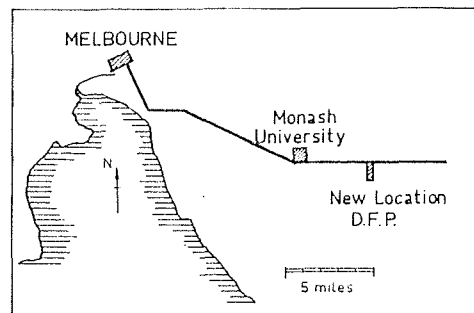 MELBOURNE
Monash
University
N
New Location
D.F.P.
5 miles